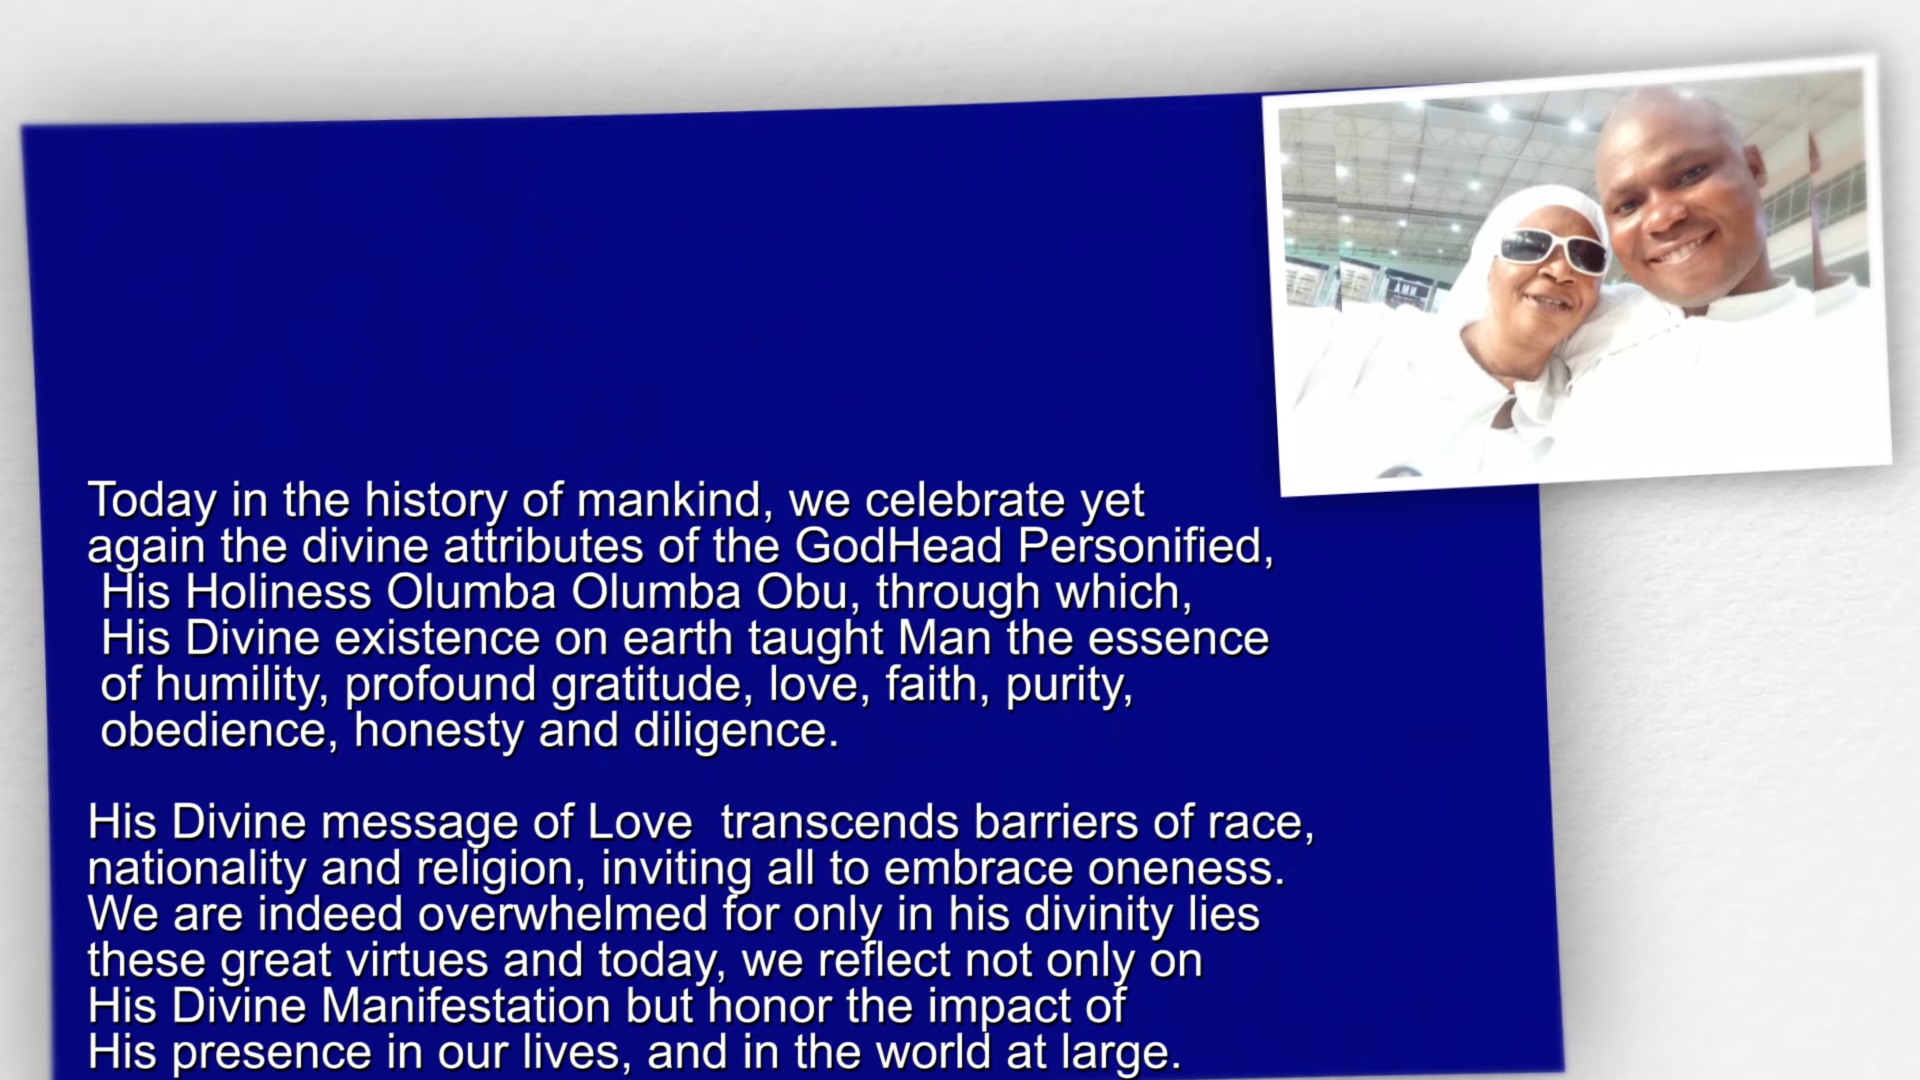 AMM
Today in the history of mankind, we celebrate yet
again the divine attributes of the GodHead Personified,
His Holiness Olumba Olumba Obu, through which,
His Divine existence on earth taught Man the essence
of humility, profound gratitude, love, faith, purity,
obedience, honesty and diligence.
His Divine message of Love transcends barriers of race,
nationality and religion, inviting all to embrace oneness.
We are indeed overwhelmed for only in his divinity lies
these great virtues and today, we reflect not only on
His Divine Manifestation but honor the impact of
His presence in our lives, and in the world at large.